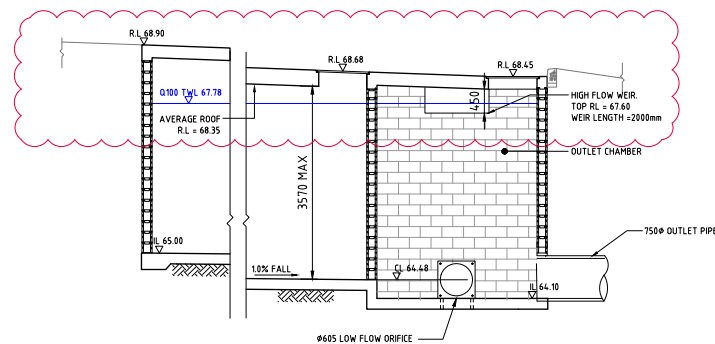 R.L 68.90
R.L 68.68
R.L 68.45
Q100 TWL 67.78
AVERAGE ROOF
R.L = 68.35
450
HIGH FLOW WEIR.
TOP RL = 67.60
WEIR LENGTH =2000mm
OUTLET CHAMBER
3570 MAX
IL 65.00
1.0% FALL
CL 64.48
IL 64.10
750Φ OUTLET PIPE
Φ605 LOW FLOW ORIFICE